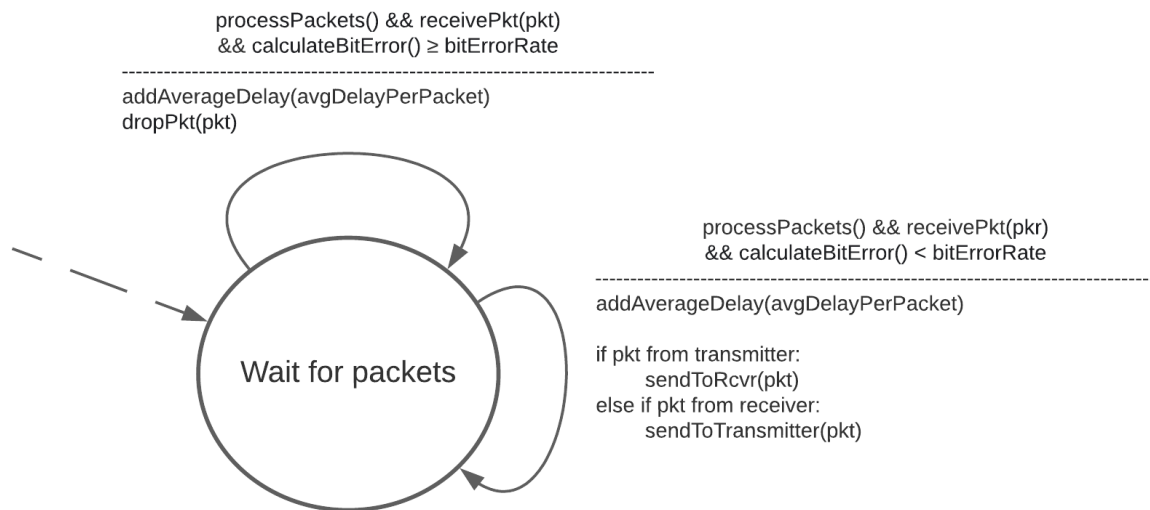 processPackets() && receivePkt(pkt)
&& calculateBitError() ≥ bitErrorRate
addAverageDelay(avgDelayPerPacket)
dropPkt(pkt)
processPackets() && receivePkt(pkr)
&& calculateBitError() < bitErrorRate
addAverageDelay(avgDelayPerPacket)
if pkt from transmitter:
sendToRcvr(pkt)
else if pkt from receiver:
sendToTransmitter(pkt)
Wait for packets